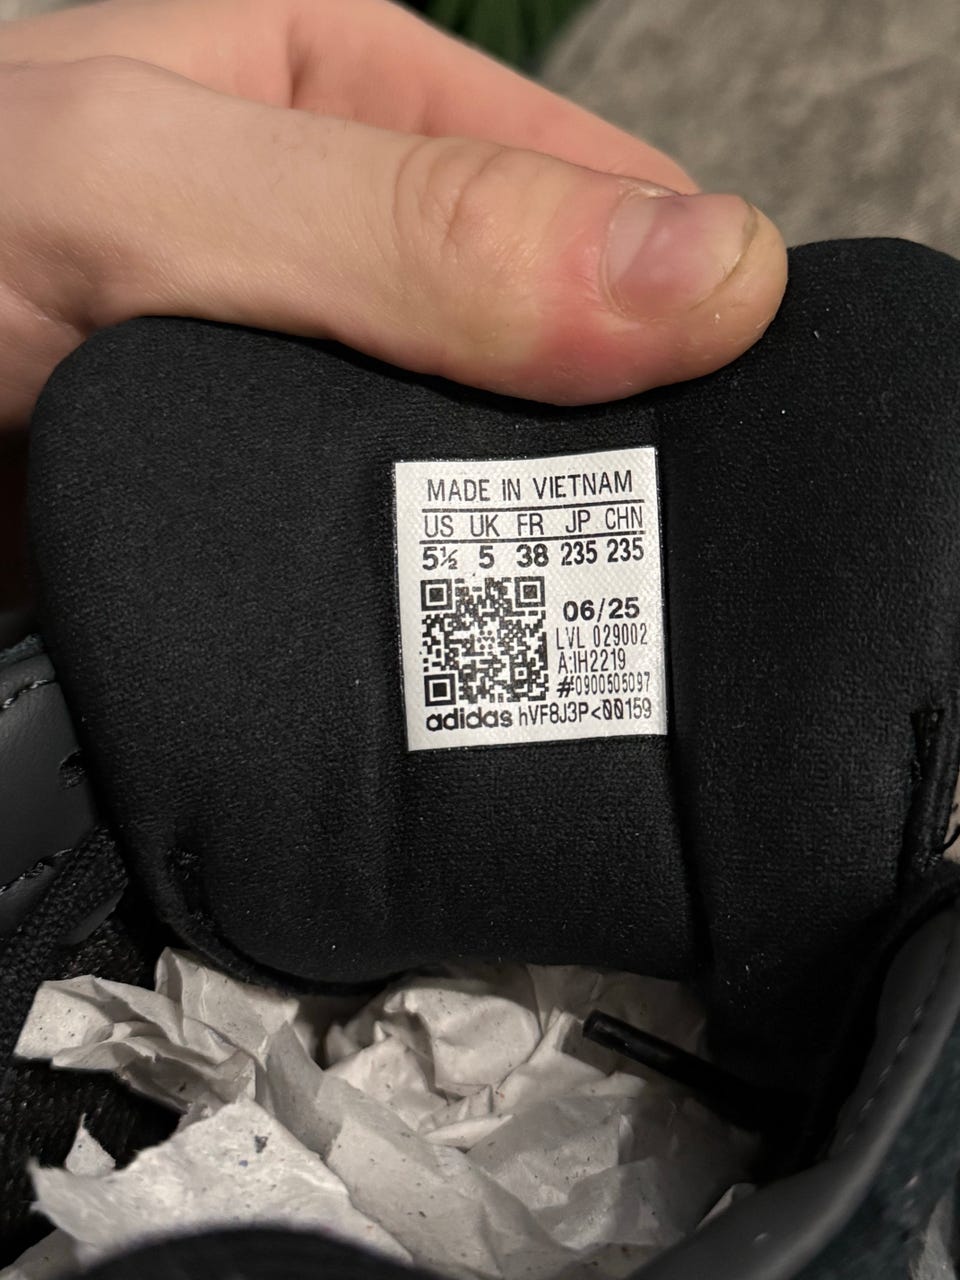 MADE IN VIETNAM
US UK FR JP CHN
5½ 5 38 235 235
06/25
LVL 029002
A:IH2219
#0900505097
adidas hVF8J3P<00159